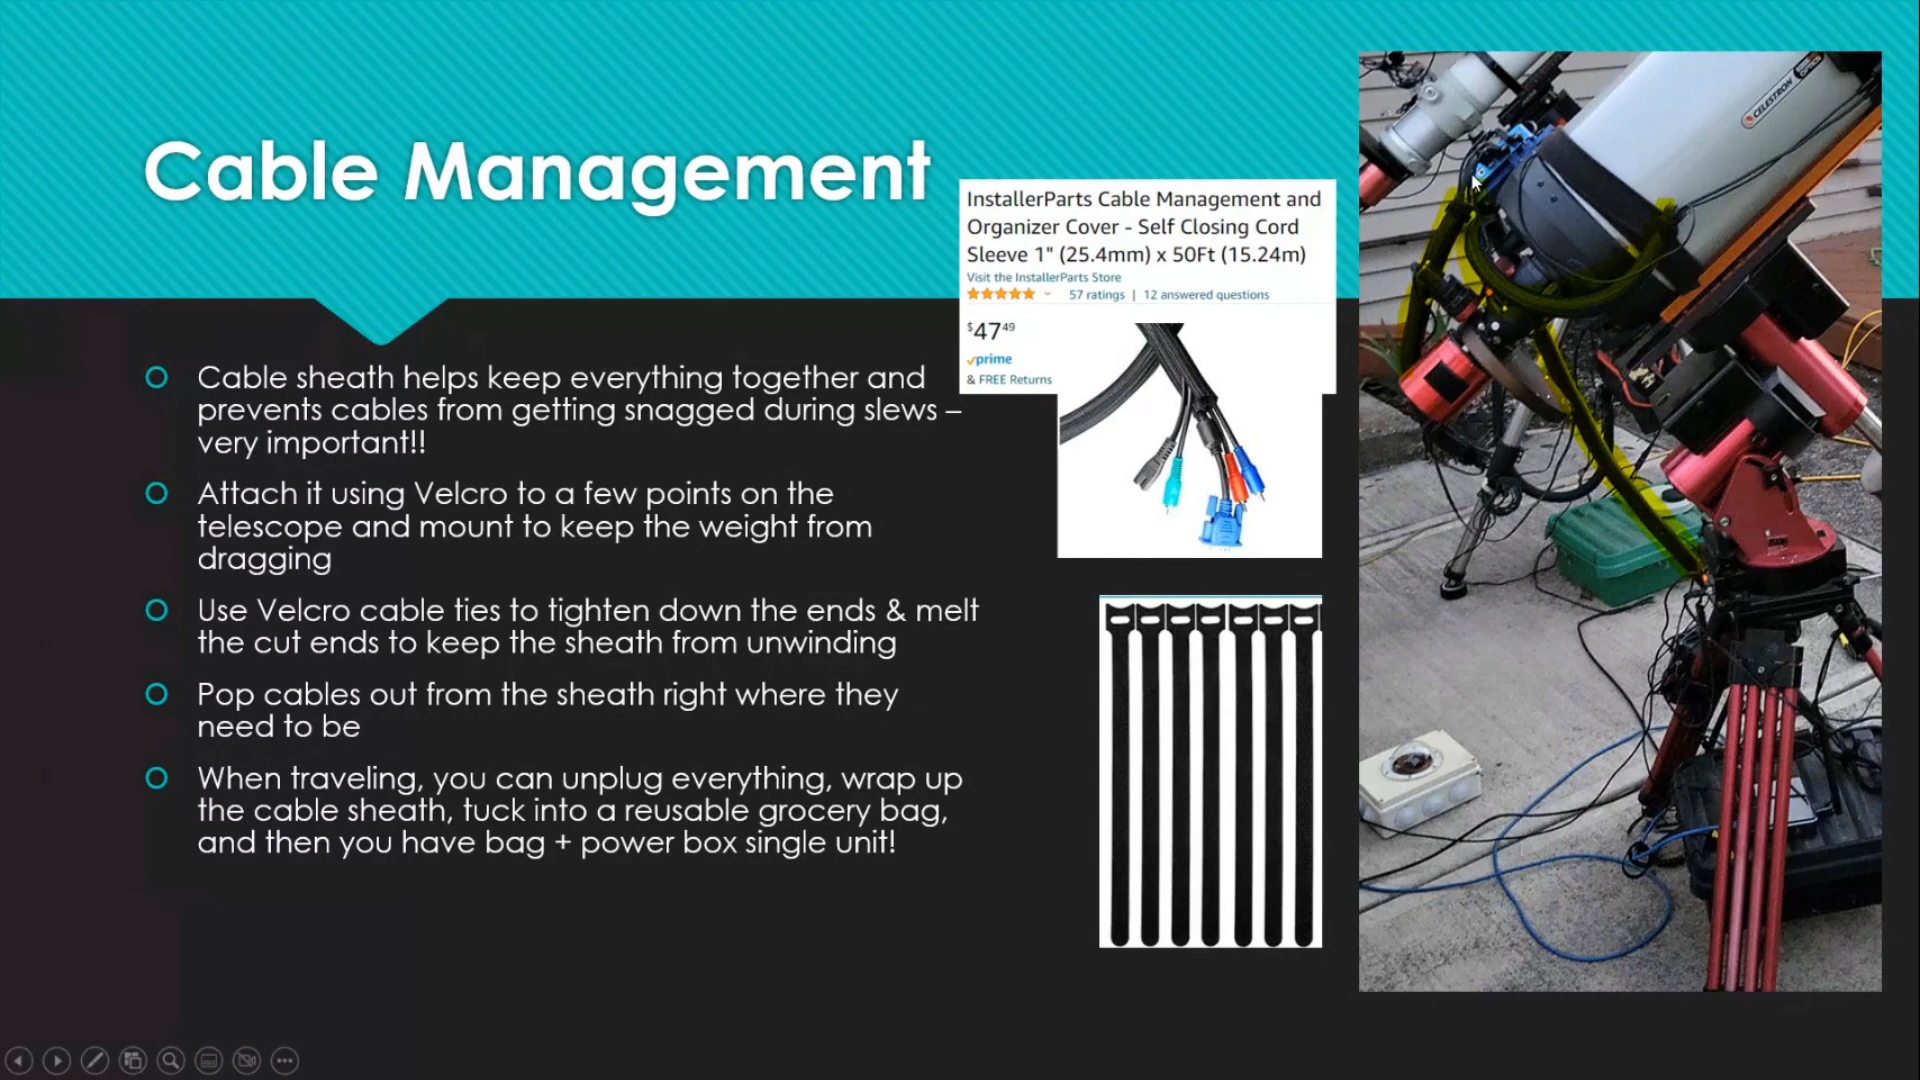 Cable Management
InstallerParts Cable Management and
Organizer Cover - Self Closing Cord
Sleeve 1" (25.4mm) x 50Ft (15.24m)
Visit the InstallerParts Store
57 ratings | 12 answered questions
$47⁴⁹
prime
& FREE Returns
Cable sheath helps keep everything together and
prevents cables from getting snagged during slews –
very important!!
Attach it using Velcro to a few points on the
telescope and mount to keep the weight from
dragging
Use Velcro cable ties to tighten down the ends & melt
the cut ends to keep the sheath from unwinding
Pop cables out from the sheath right where they
need to be
When traveling, you can unplug everything, wrap up
the cable sheath, tuck into a reusable grocery bag,
and then you have bag + power box single unit!
CELESTRON